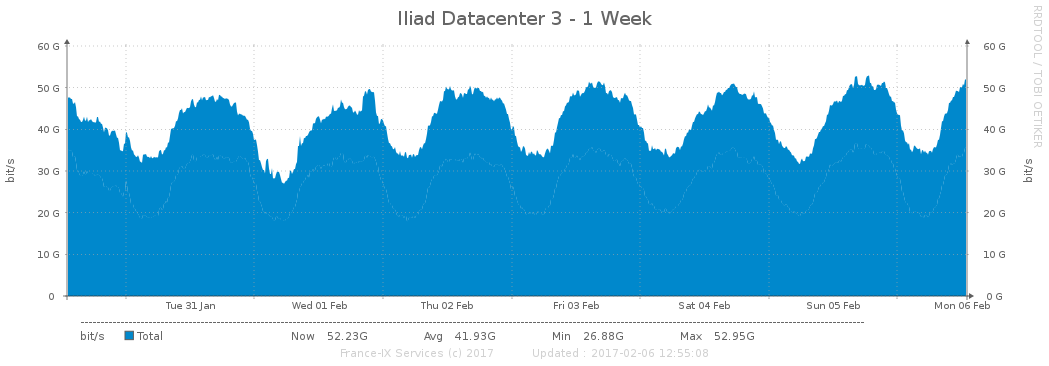 Iliad Datacenter 3 - 1 Week
RRDTOOL / TOBI OETIKER
60 G 60 G
50 G 50 G
40 G 40 G
30 G 30 G
20 G 20 G
10 G 10 G
0 0 G
bit/s bit/s
Tue 31 Jan Wed 01 Feb Thu 02 Feb Fri 03 Feb Sat 04 Feb Sun 05 Feb Mon 06 Feb
bit/s Total Now 52.23G Avg 41.93G Min 26.88G Max 52.95G
France-IX Services (c) 2017 Updated : 2017-02-06 12:55:08